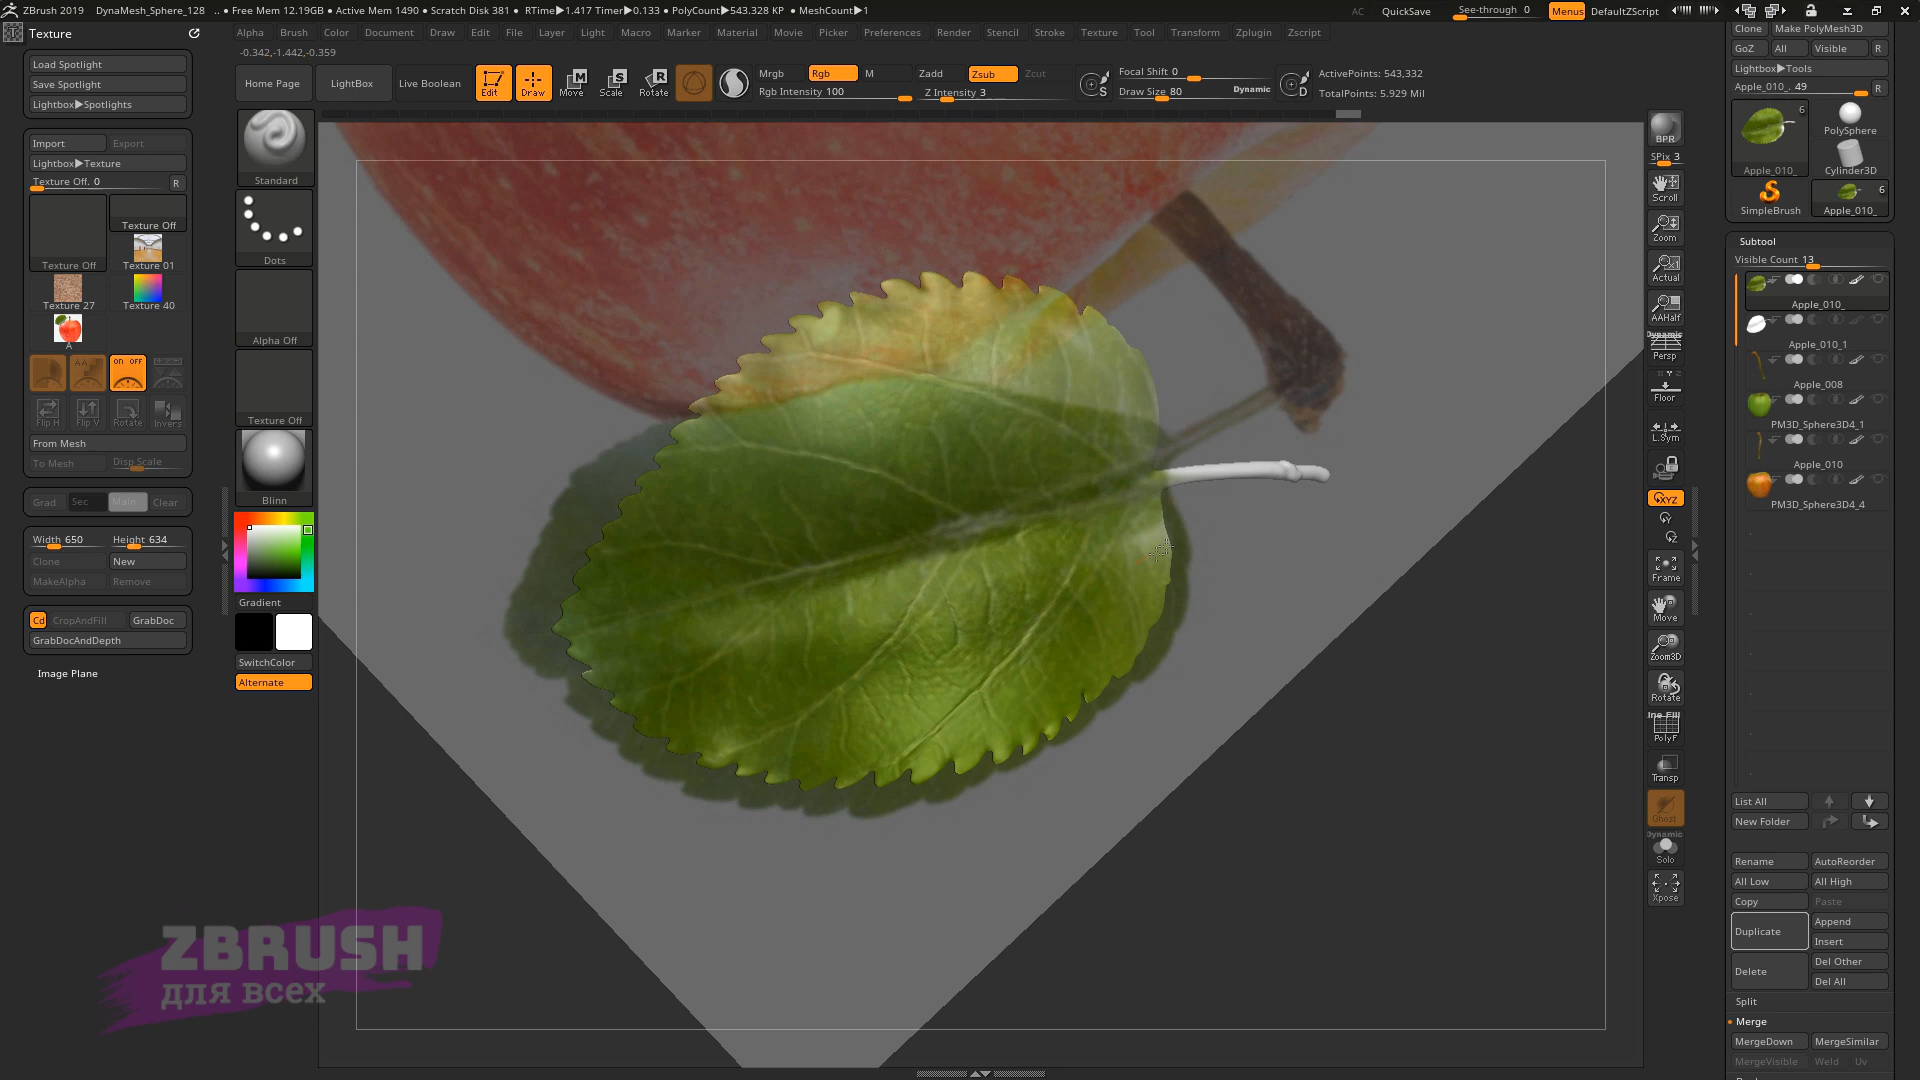 ZBrush 2019 DynaMesh_Sphere_128 .. • Free Mem 12.19GB • Active Mem 1490 • Scratch Disk 381 • RTime▶1.417 Timer▶0.133 • PolyCount▶543.328 KP • MeshCount▶1
AC QuickSave See-through 0 Menus DefaultZScript
Texture
Alpha Brush Color Document Draw Edit File Layer Light Macro Marker Material Movie Picker Preferences Render Stencil Stroke Texture Tool Transform Zplugin Zscript
-0.342,-1.442,-0.359
Load Spotlight
Save Spotlight
Lightbox▶Spotlights
Import Export
Lightbox▶Texture
Texture Off. 0 R
Texture Off
Texture Off Texture 01
Texture 27 Texture 40
A
AA on off
Flip H Flip V Rotate Invers
From Mesh
To Mesh Disp Scale
Grad Sec Main Clear
Width 650 Height 634
Clone New
MakeAlpha Remove
Cd CropAndFill GrabDoc
GrabDocAndDepth
Image Plane
Home Page LightBox Live Boolean
Edit Draw Move Scale Rotate
M S R
Mrgb Rgb M
Rgb Intensity 100
Zadd Zsub Zcut
Z Intensity 3
S
Focal Shift 0
Draw Size 80 Dynamic
D
ActivePoints: 543,332
TotalPoints: 5.929 Mil
Standard
Dots
Alpha Off
Texture Off
Blinn
Gradient
SwitchColor
Alternate
ZBRUSH
для всех
BPR
SPix 3
Scroll
Zoom
Actual
AAHalf
Dynamic
Persp
Floor
L.Sym
XYZ
Y
Z
Frame
Move
Zoom3D
Rotate
Line Fill
PolyF
Transp
Ghost
Dynamic
Solo
Xpose
Clone Make PolyMesh3D
GoZ All Visible R
Lightbox▶Tools
Apple_010_. 49 R
6
PolySphere
Apple_010_ Cylinder3D
6
SimpleBrush Apple_010_
Subtool
Visible Count 13
Apple_010_
Apple_010_1
Apple_008
PM3D_Sphere3D4_1
Apple_010
PM3D_Sphere3D4_4
List All
New Folder
Rename AutoReorder
All Low All High
Copy Paste
Duplicate Append
Insert
Delete Del Other
Del All
Split
Merge
MergeDown MergeSimilar
MergeVisible Weld Uv